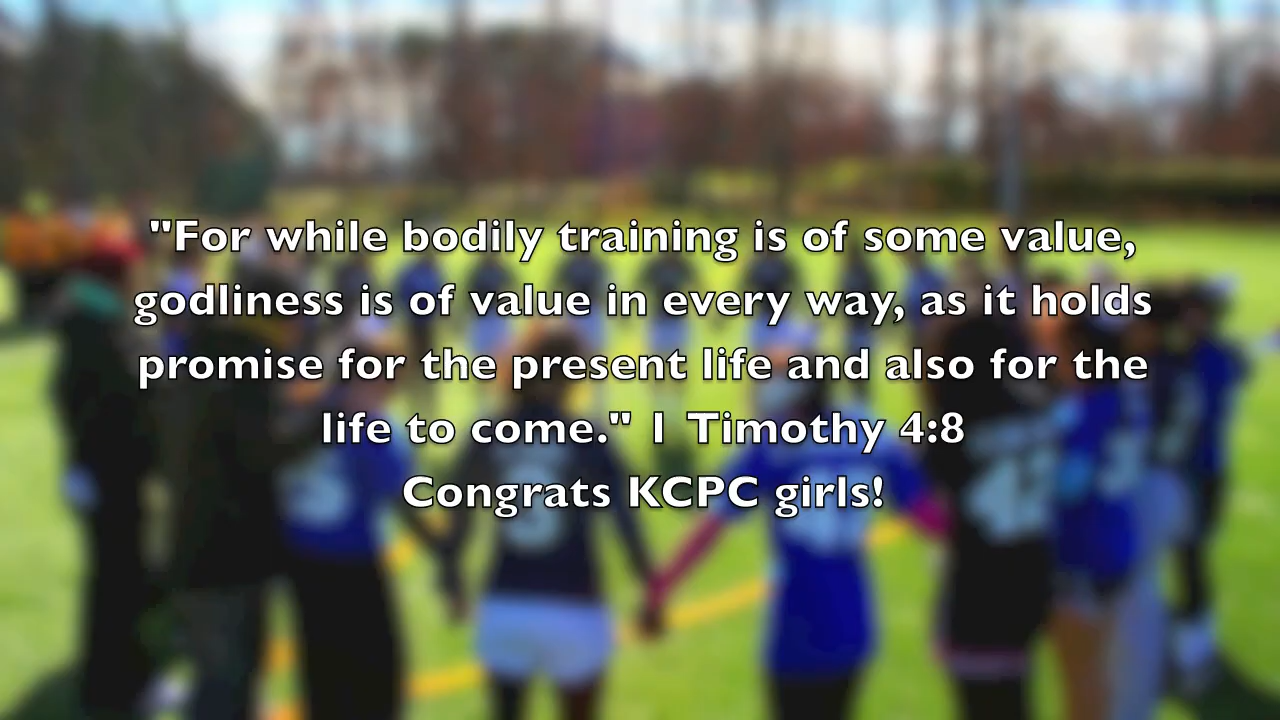 "For while bodily training is of some value,
godliness is of value in every way, as it holds
promise for the present life and also for the
life to come." 1 Timothy 4:8
Congrats KCPC girls!